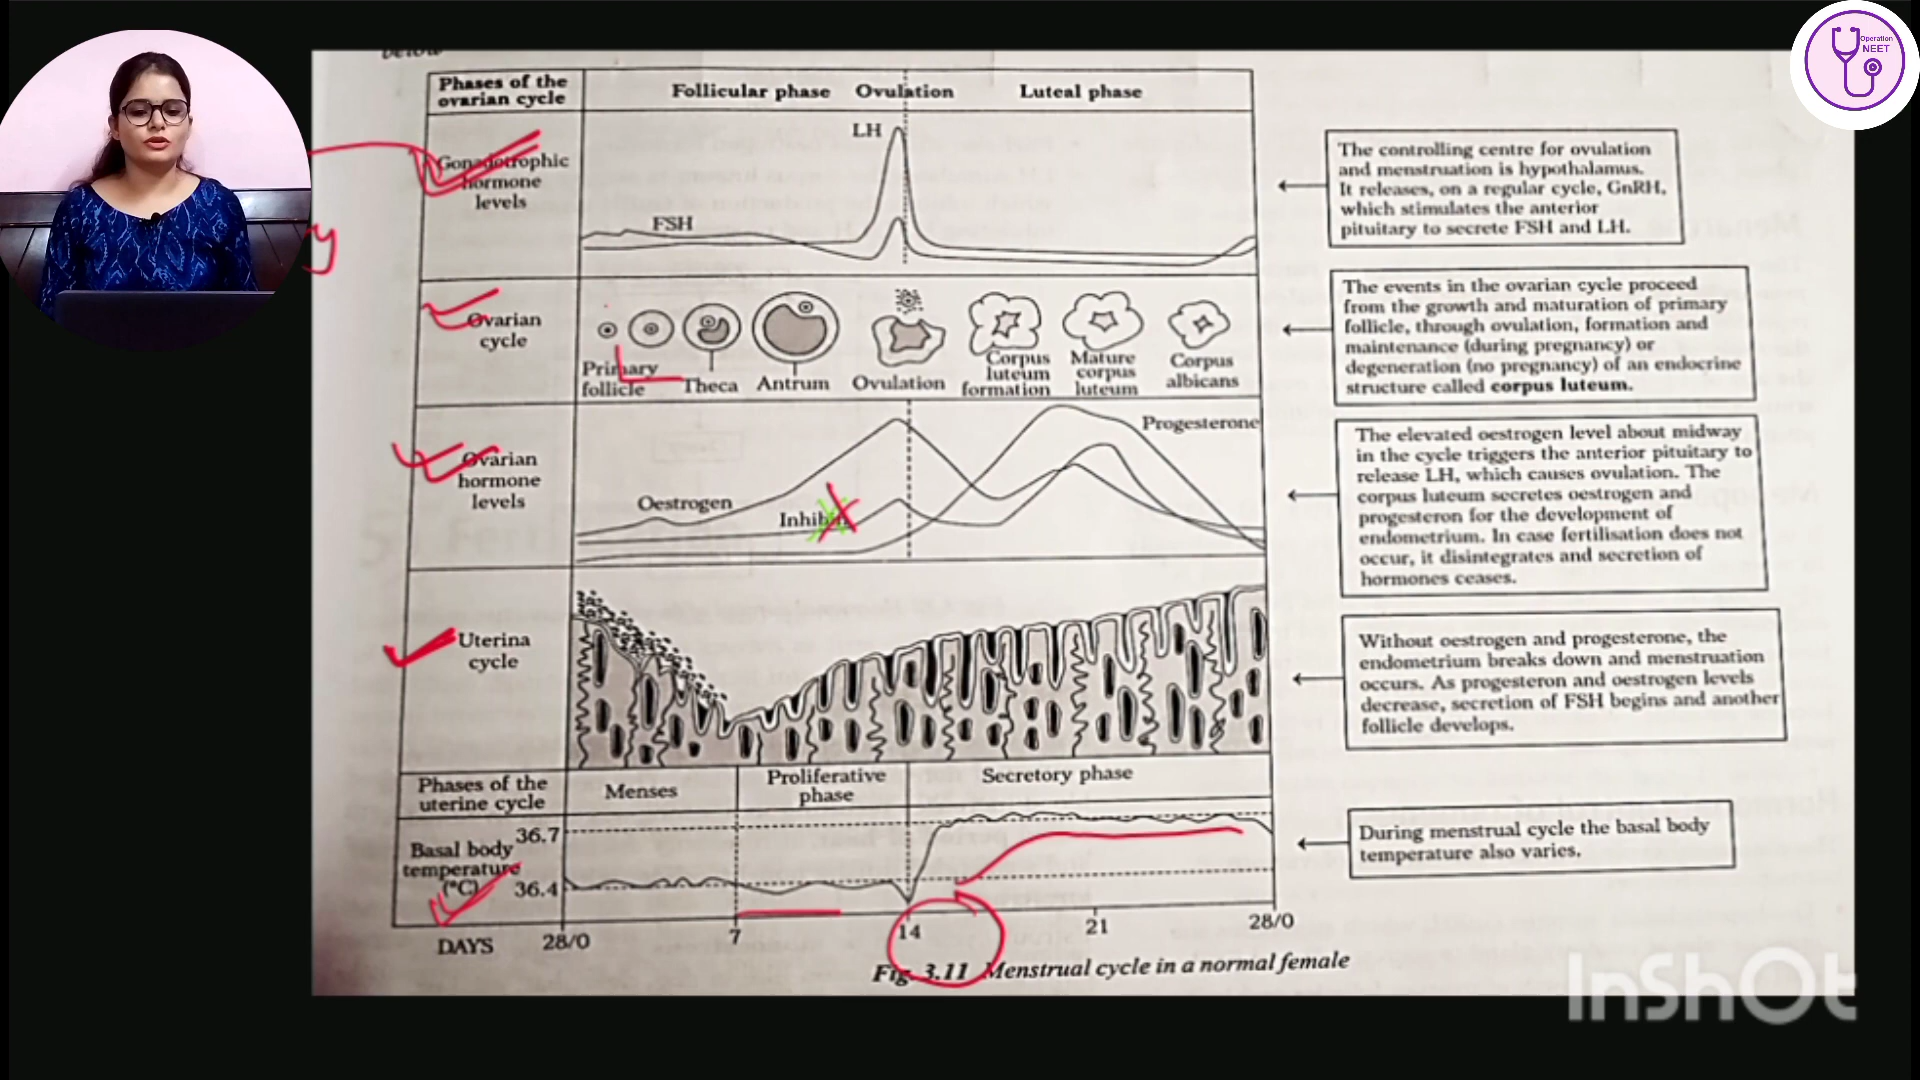 Operation
NEET
below
Phases of the
ovarian cycle
Follicular phase
Ovulation
Luteal phase
Gonadotrophic
hormone
levels
LH
FSH
The controlling centre for ovulation
and menstruation is hypothalamus.
It releases, on a regular cycle, GnRH,
which stimulates the anterior
pituitary to secrete FSH and LH.
Ovarian
cycle
Primary
follicle
Theca
Antrum
Ovulation
Corpus
luteum
formation
Mature
corpus
luteum
Corpus
albicans
The events in the ovarian cycle proceed
from the growth and maturation of primary
follicle, through ovulation, formation and
maintenance (during pregnancy) or
degeneration (no pregnancy) of an endocrine
structure called corpus luteum.
Ovarian
hormone
levels
Oestrogen
Progesterone
The elevated oestrogen level about midway
in the cycle triggers the anterior pituitary to
release LH, which causes ovulation. The
corpus luteum secretes oestrogen and
progesteron for the development of
endometrium. In case fertilisation does not
occur, it disintegrates and secretion of
hormones ceases.
Uterina
cycle
Without oestrogen and progesterone, the
endometrium breaks down and menstruation
occurs. As progesteron and oestrogen levels
decrease, secretion of FSH begins and another
follicle develops.
Phases of the
uterine cycle
Menses
Proliferative
phase
Secretory phase
Basal body
temperature
(°C)
36.7
36.4
During menstrual cycle the basal body
temperature also varies.
DAYS
28/0
7
14
21
28/0
Fig. 3.11 Menstrual cycle in a normal female
InShOt